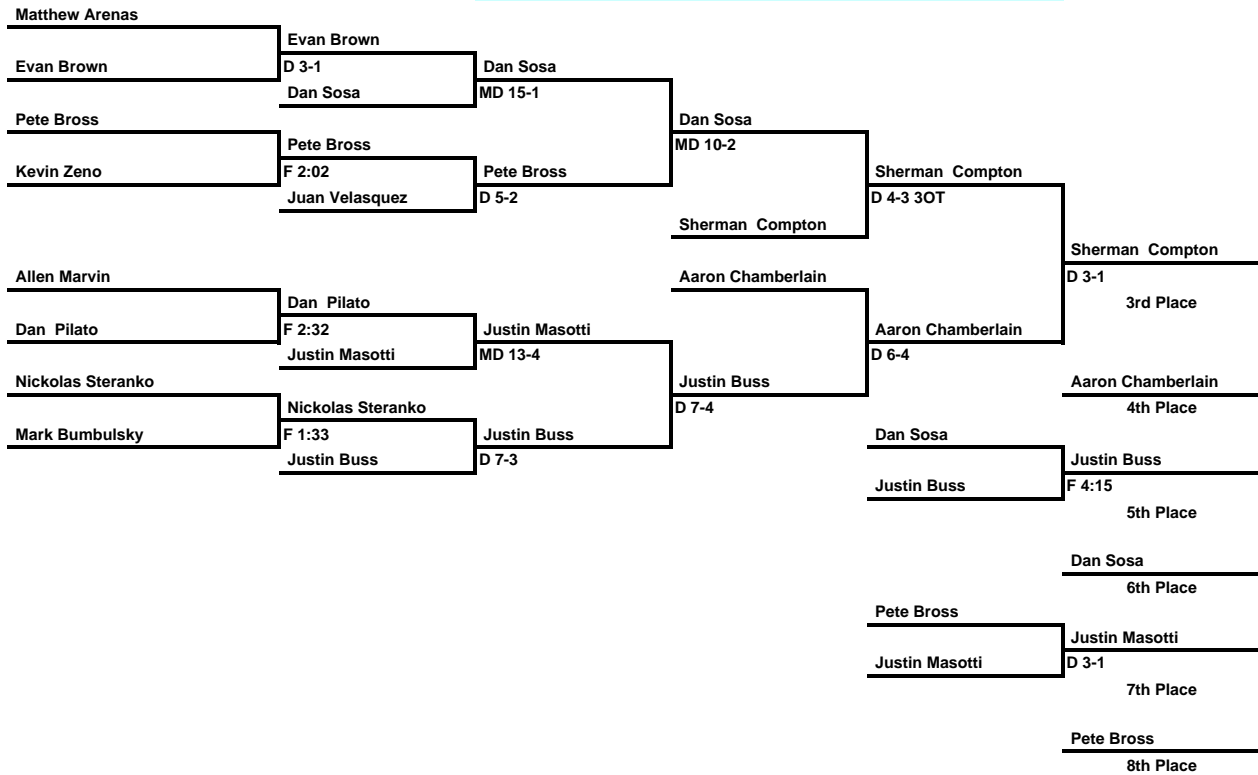 Matthew Arenas
Evan Brown
Evan Brown
D 3-1
Dan Sosa
Dan Sosa
MD 15-1
Pete Bross
Dan Sosa
MD 10-2
Pete Bross
Kevin Zeno
F 2:02
Pete Bross
Sherman  Compton
Juan Velasquez
D 5-2
D 4-3 3OT
Sherman  Compton
Sherman  Compton
Allen Marvin
Aaron Chamberlain
D 3-1
Dan  Pilato
3rd Place
Dan  Pilato
F 2:32
Justin Masotti
Aaron Chamberlain
Justin Masotti
MD 13-4
D 6-4
Nickolas Steranko
Justin Buss
Aaron Chamberlain
Nickolas Steranko
D 7-4
4th Place
Mark Bumbulsky
F 1:33
Justin Buss
Dan Sosa
Justin Buss
D 7-3
Justin Buss
Justin Buss
F 4:15
5th Place
Dan Sosa
6th Place
Pete Bross
Justin Masotti
Justin Masotti
D 3-1
7th Place
Pete Bross
8th Place